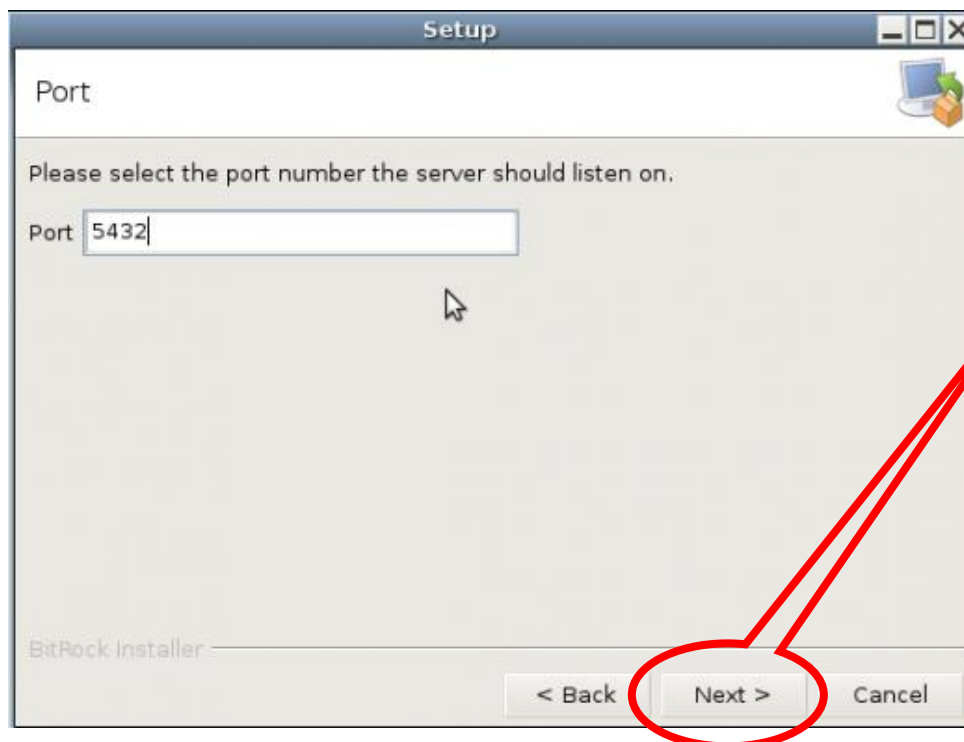 Setup
Port
Please select the port number the server should listen on.
Port 5432
BitRock Installer
< Back Next > Cancel